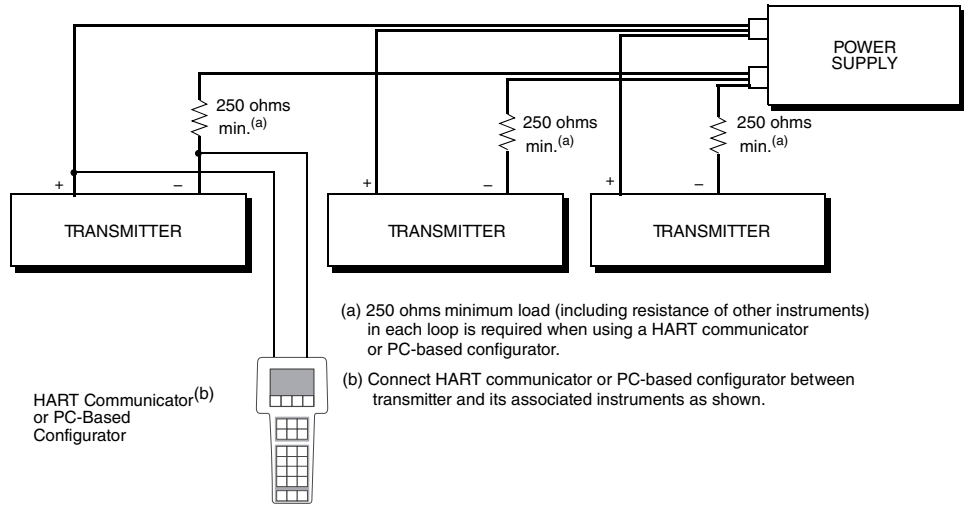 POWER
SUPPLY
250 ohms
min.(a)
250 ohms
min.(a)
250 ohms
min.(a)
+
–
+
–
+
–
TRANSMITTER
TRANSMITTER
TRANSMITTER
(a) 250 ohms minimum load (including resistance of other instruments)
in each loop is required when using a HART communicator
or PC-based configurator.
(b) Connect HART communicator or PC-based configurator between
transmitter and its associated instruments as shown.
HART Communicator(b)
or PC-Based
Configurator